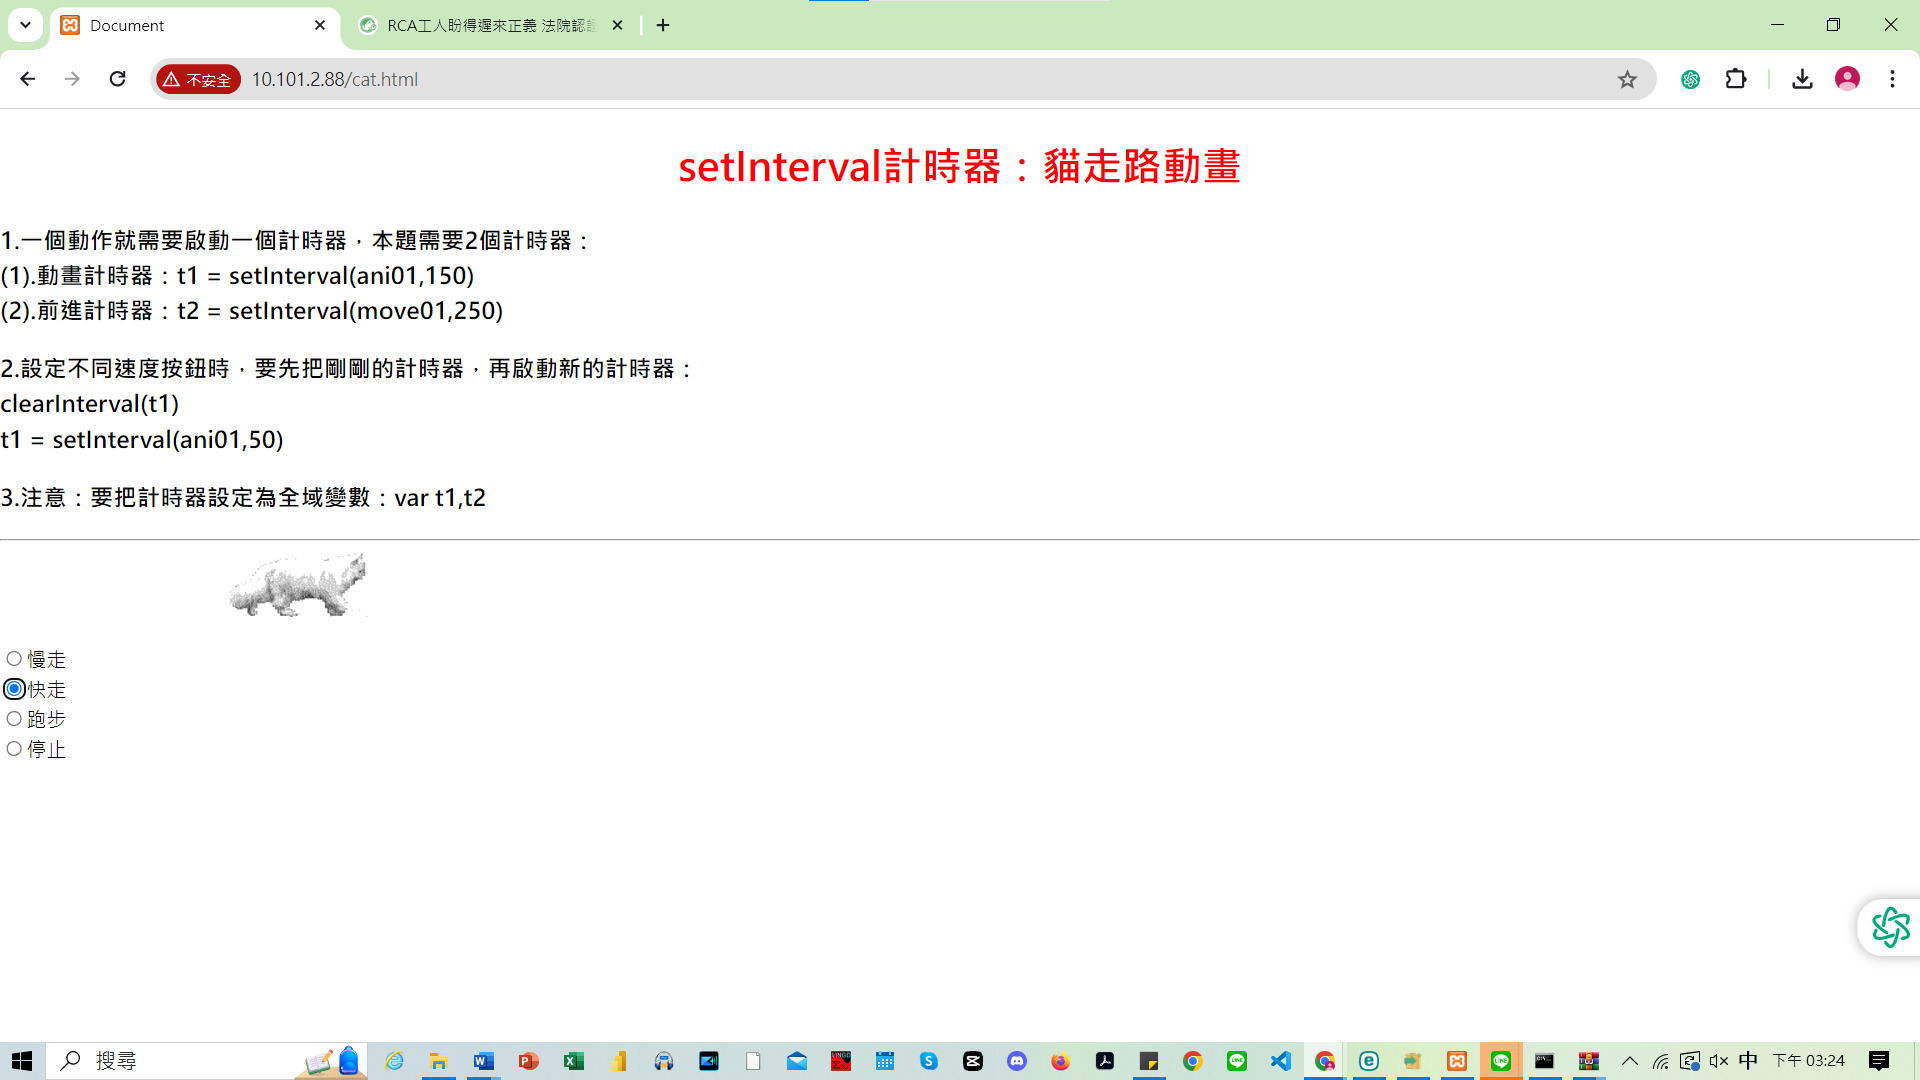 Document
RCA工人盼得遲來正義 法院認
不安全
10.101.2.88/cat.html
setInterval計時器：貓走路動畫
1.一個動作就需要啟動一個計時器，本題需要2個計時器：
(1).動畫計時器：t1 = setInterval(ani01,150)
(2).前進計時器：t2 = setInterval(move01,250)
2.設定不同速度按鈕時，要先把剛剛的計時器，再啟動新的計時器：
clearInterval(t1)
t1 = setInterval(ani01,50)
3.注意：要把計時器設定為全域變數：var t1,t2
慢走
快走
跑步
停止
搜尋
中
下午 03:24